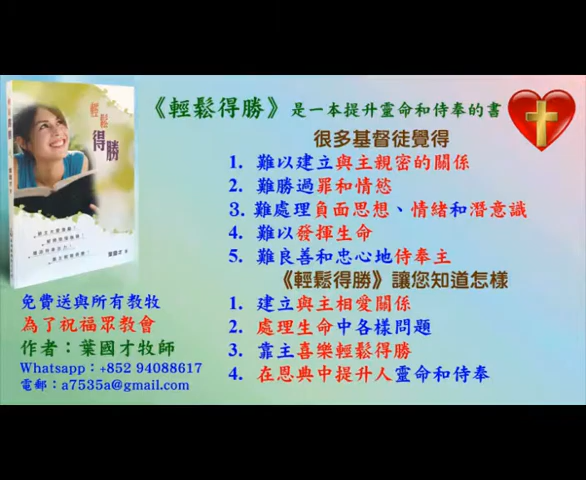 《輕鬆得勝》是一本提升靈命和侍奉的書
很多基督徒覺得
1. 難以建立與主親密的關係
2. 難勝過罪和情慾
3. 難處理負面思想、情緒和潛意識
4. 難以發揮生命
5. 難良善和忠心地侍奉主
《輕鬆得勝》讓您知道怎樣
1. 建立與主相愛關係
2. 處理生命中各樣問題
3. 靠主喜樂輕鬆得勝
4. 在恩典中提升人靈命和侍奉
輕鬆
得勝
免費送與所有教牧
為了祝福眾教會
作者：葉國才牧師
Whatsapp：+852 94088617
電郵：a7535a@gmail.com